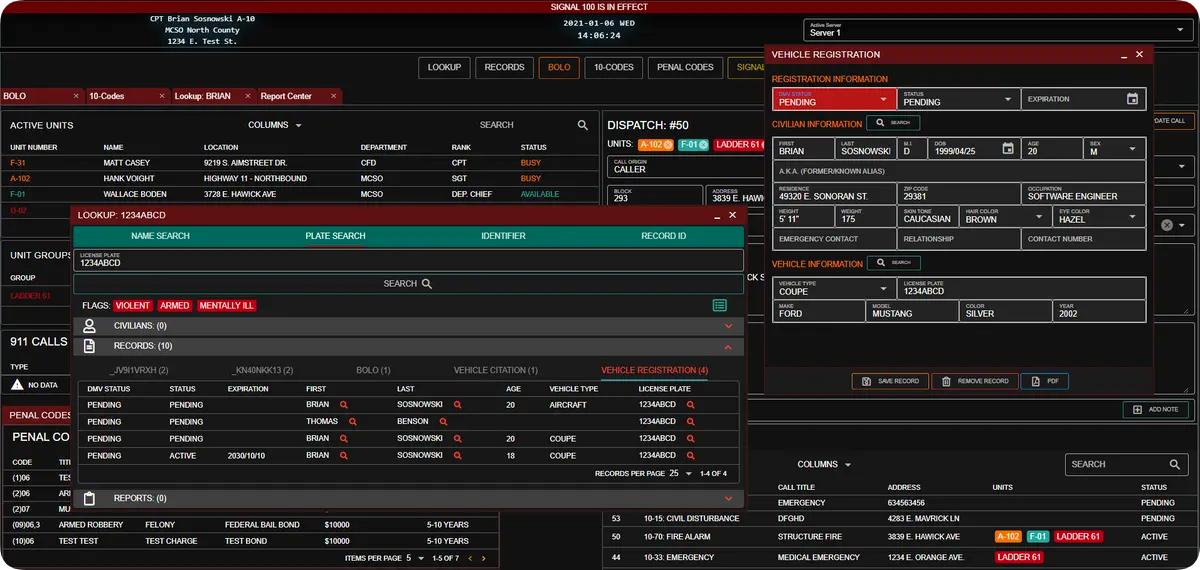 SIGNAL 100 IS IN EFFECT
CPT Brian Sosnowski A-10
MCSO North County
1234 E. Test St.
2021-01-06 WED
14:06:24
Active Server
Server 1
LOOKUP RECORDS BOLO 10-CODES PENAL CODES SIGNAL
BOLO × 10-Codes × Lookup: BRIAN × Report Center ×
ACTIVE UNITS COLUMNS SEARCH
UNIT NUMBER NAME LOCATION DEPARTMENT RANK STATUS
F-31 MATT CASEY 9219 S. AIMSTREET DR. CFD CPT BUSY
A-102 HANK VOIGHT HIGHWAY 11 - NORTHBOUND MCSO SGT BUSY
F-01 WALLACE BODEN 3728 E. HAWICK AVE MCSO DEP. CHIEF AVAILABLE
O-02
UNIT GROUPS
GROUP
LADDER 61
911 CALLS
TYPE
NO DATA
PENAL CODES
PENAL CO
CODE TIT
(1)06 TES
(2)06 AR
(2)07 MU
(09)06,3 ARMED ROBBERY FELONY FEDERAL BAIL BOND $10000 5-10 YEARS
(10)06 TEST TEST TEST CHARGE TEST BOND $10000 5-10 YEARS
ITEMS PER PAGE 5 1-5 OF 7 < >
LOOKUP: 1234ABCD _ ×
NAME SEARCH PLATE SEARCH IDENTIFIER RECORD ID
LICENSE PLATE
1234ABCD
SEARCH
FLAGS: VIOLENT ARMED MENTALLY ILL
CIVILIANS: (0)
RECORDS: (10)
_JV9I1VRXH (2) _KN40NKK13 (2) BOLO (1) VEHICLE CITATION (1) VEHICLE REGISTRATION (4)
DMV STATUS STATUS EXPIRATION FIRST LAST AGE VEHICLE TYPE LICENSE PLATE
PENDING PENDING BRIAN SOSNOWSKI 20 AIRCRAFT 1234ABCD
PENDING PENDING THOMAS BENSON 1234ABCD
PENDING PENDING BRIAN SOSNOWSKI 20 COUPE 1234ABCD
PENDING ACTIVE 2030/10/10 BRIAN SOSNOWSKI 18 COUPE 1234ABCD
RECORDS PER PAGE 25 1-4 OF 4
REPORTS: (0)
DISPATCH: #50
UNITS: A-102 F-01 LADDER 61
CALL ORIGIN
CALLER
BLOCK
293
ADDRESS
3839 E. HAWI
CK S
DATE CALL
ADD NOTE
VEHICLE REGISTRATION _ ×
REGISTRATION INFORMATION
DMV STATUS
PENDING
STATUS
PENDING
EXPIRATION
CIVILIAN INFORMATION SEARCH
FIRST
BRIAN
LAST
SOSNOWSKI
M.I.
D
DOB
1999/04/25
AGE
20
SEX
M
A.K.A. (FORMER/KNOWN ALIAS)
RESIDENCE
49320 E. SONORAN ST.
ZIP CODE
29381
OCCUPATION
SOFTWARE ENGINEER
HEIGHT
5' 11"
WEIGHT
175
SKIN TONE
CAUCASIAN
HAIR COLOR
BROWN
EYE COLOR
HAZEL
EMERGENCY CONTACT RELATIONSHIP CONTACT NUMBER
VEHICLE INFORMATION SEARCH
VEHICLE TYPE
COUPE
LICENSE PLATE
1234ABCD
MAKE
FORD
MODEL
MUSTANG
COLOR
SILVER
YEAR
2002
SAVE RECORD REMOVE RECORD PDF
COLUMNS SEARCH
CALL TITLE ADDRESS UNITS STATUS
EMERGENCY 634563456 PENDING
53 10-15: CIVIL DISTURBANCE DFGHD 4283 E. MAVRICK LN PENDING
50 10-70: FIRE ALARM STRUCTURE FIRE 3839 E. HAWICK AVE A-102 F-01 LADDER 61 ACTIVE
44 10-33: EMERGENCY MEDICAL EMERGENCY 1234 E. ORANGE AVE. LADDER 61 ACTIVE